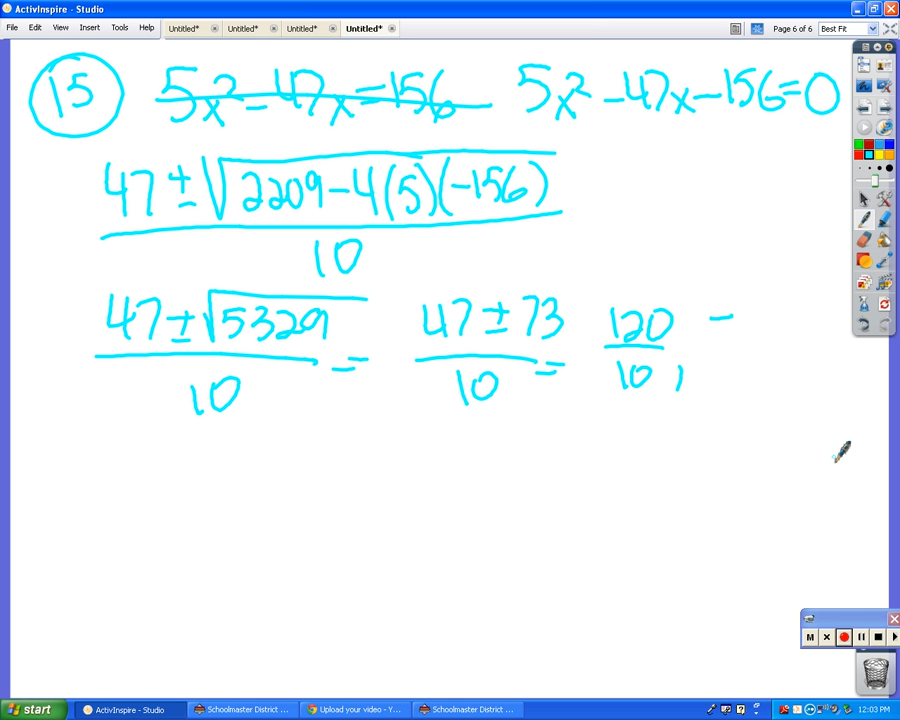 ActivInspire - Studio
File Edit View Insert Tools Help Untitled* Untitled* Untitled* Untitled* Page 6 of 6 Best Fit
15 5x² - 47x = 156 5x² - 47x - 156 = 0
47 ± √2209 - 4(5)(-156)
10
47 ± √5329 = 47 ± 73 = 120 , -
10 10 10
M
start ActivInspire - Studio Schoolmaster District ... Upload your video - Y... Schoolmaster District ... 12:03 PM